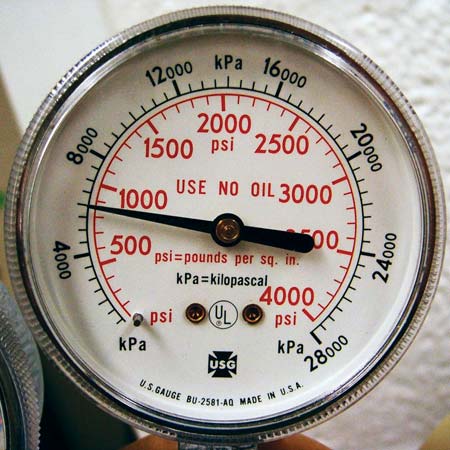 kPa
12000
16000
8000
20000
4000
24000
28000
kPa
kPa
2000
psi
1500
2500
1000
3000
500
4000
psi
psi
USE NO OIL
psi=pounds per sq. in.
kPa=kilopascal
UL
®
USG
U.S.GAUGE BU-2581-AQ MADE IN U.S.A.